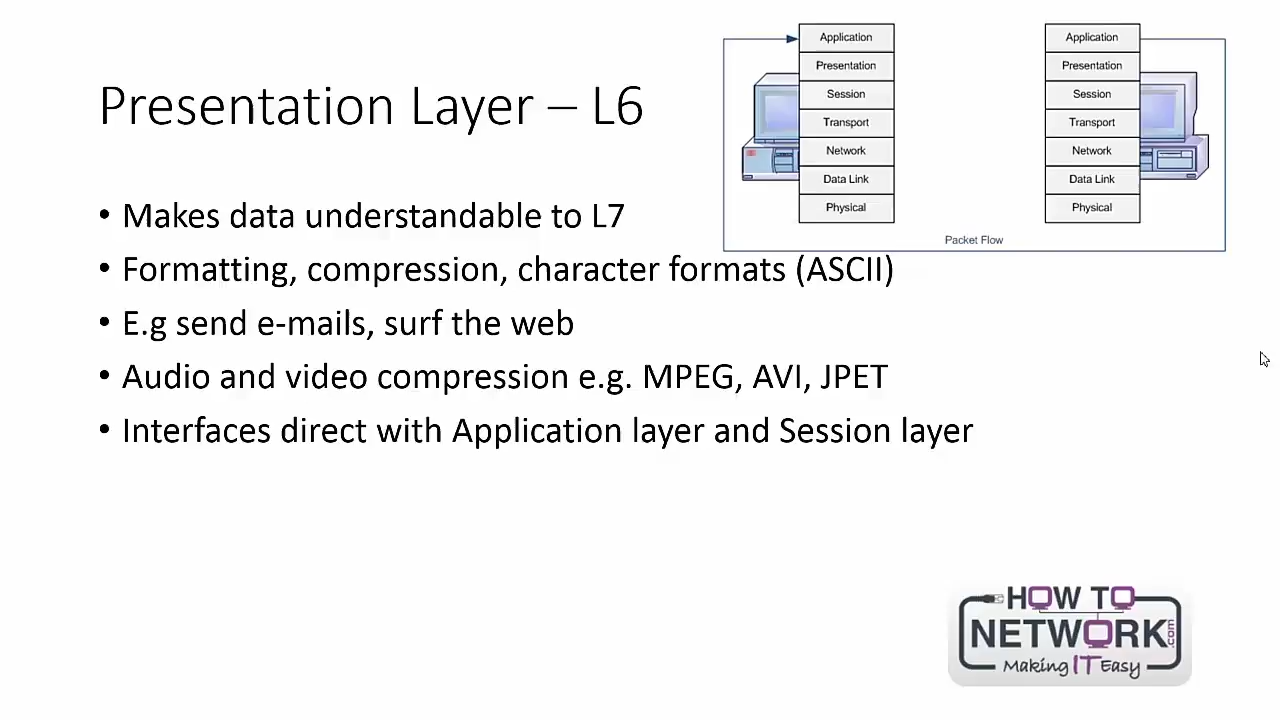 Presentation Layer – L6
• Makes data understandable to L7
• Formatting, compression, character formats (ASCII)
• E.g send e-mails, surf the web
• Audio and video compression e.g. MPEG, AVI, JPET
• Interfaces direct with Application layer and Session layer
Application
Presentation
Session
Transport
Network
Data Link
Physical
Application
Presentation
Session
Transport
Network
Data Link
Physical
Packet Flow
HOW TO
NETWORK.com
Making IT Easy